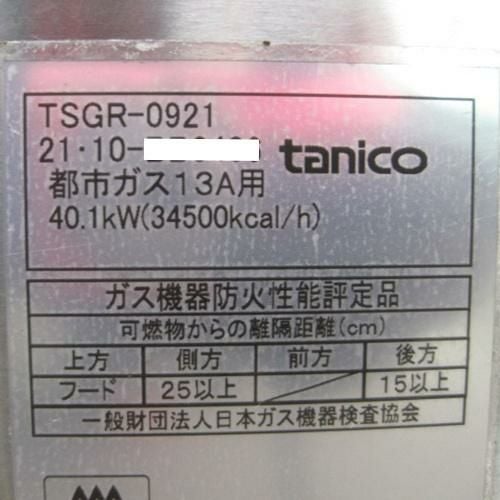 TSGR-0921
21・10-
tanico
都市ガス13A用
40.1kW(34500kcal/h)
ガス機器防火性能評定品
可燃物からの離隔距離(cm)
上方 側方 前方 後方
フード 25以上 15以上
一般財団法人日本ガス機器検査協会